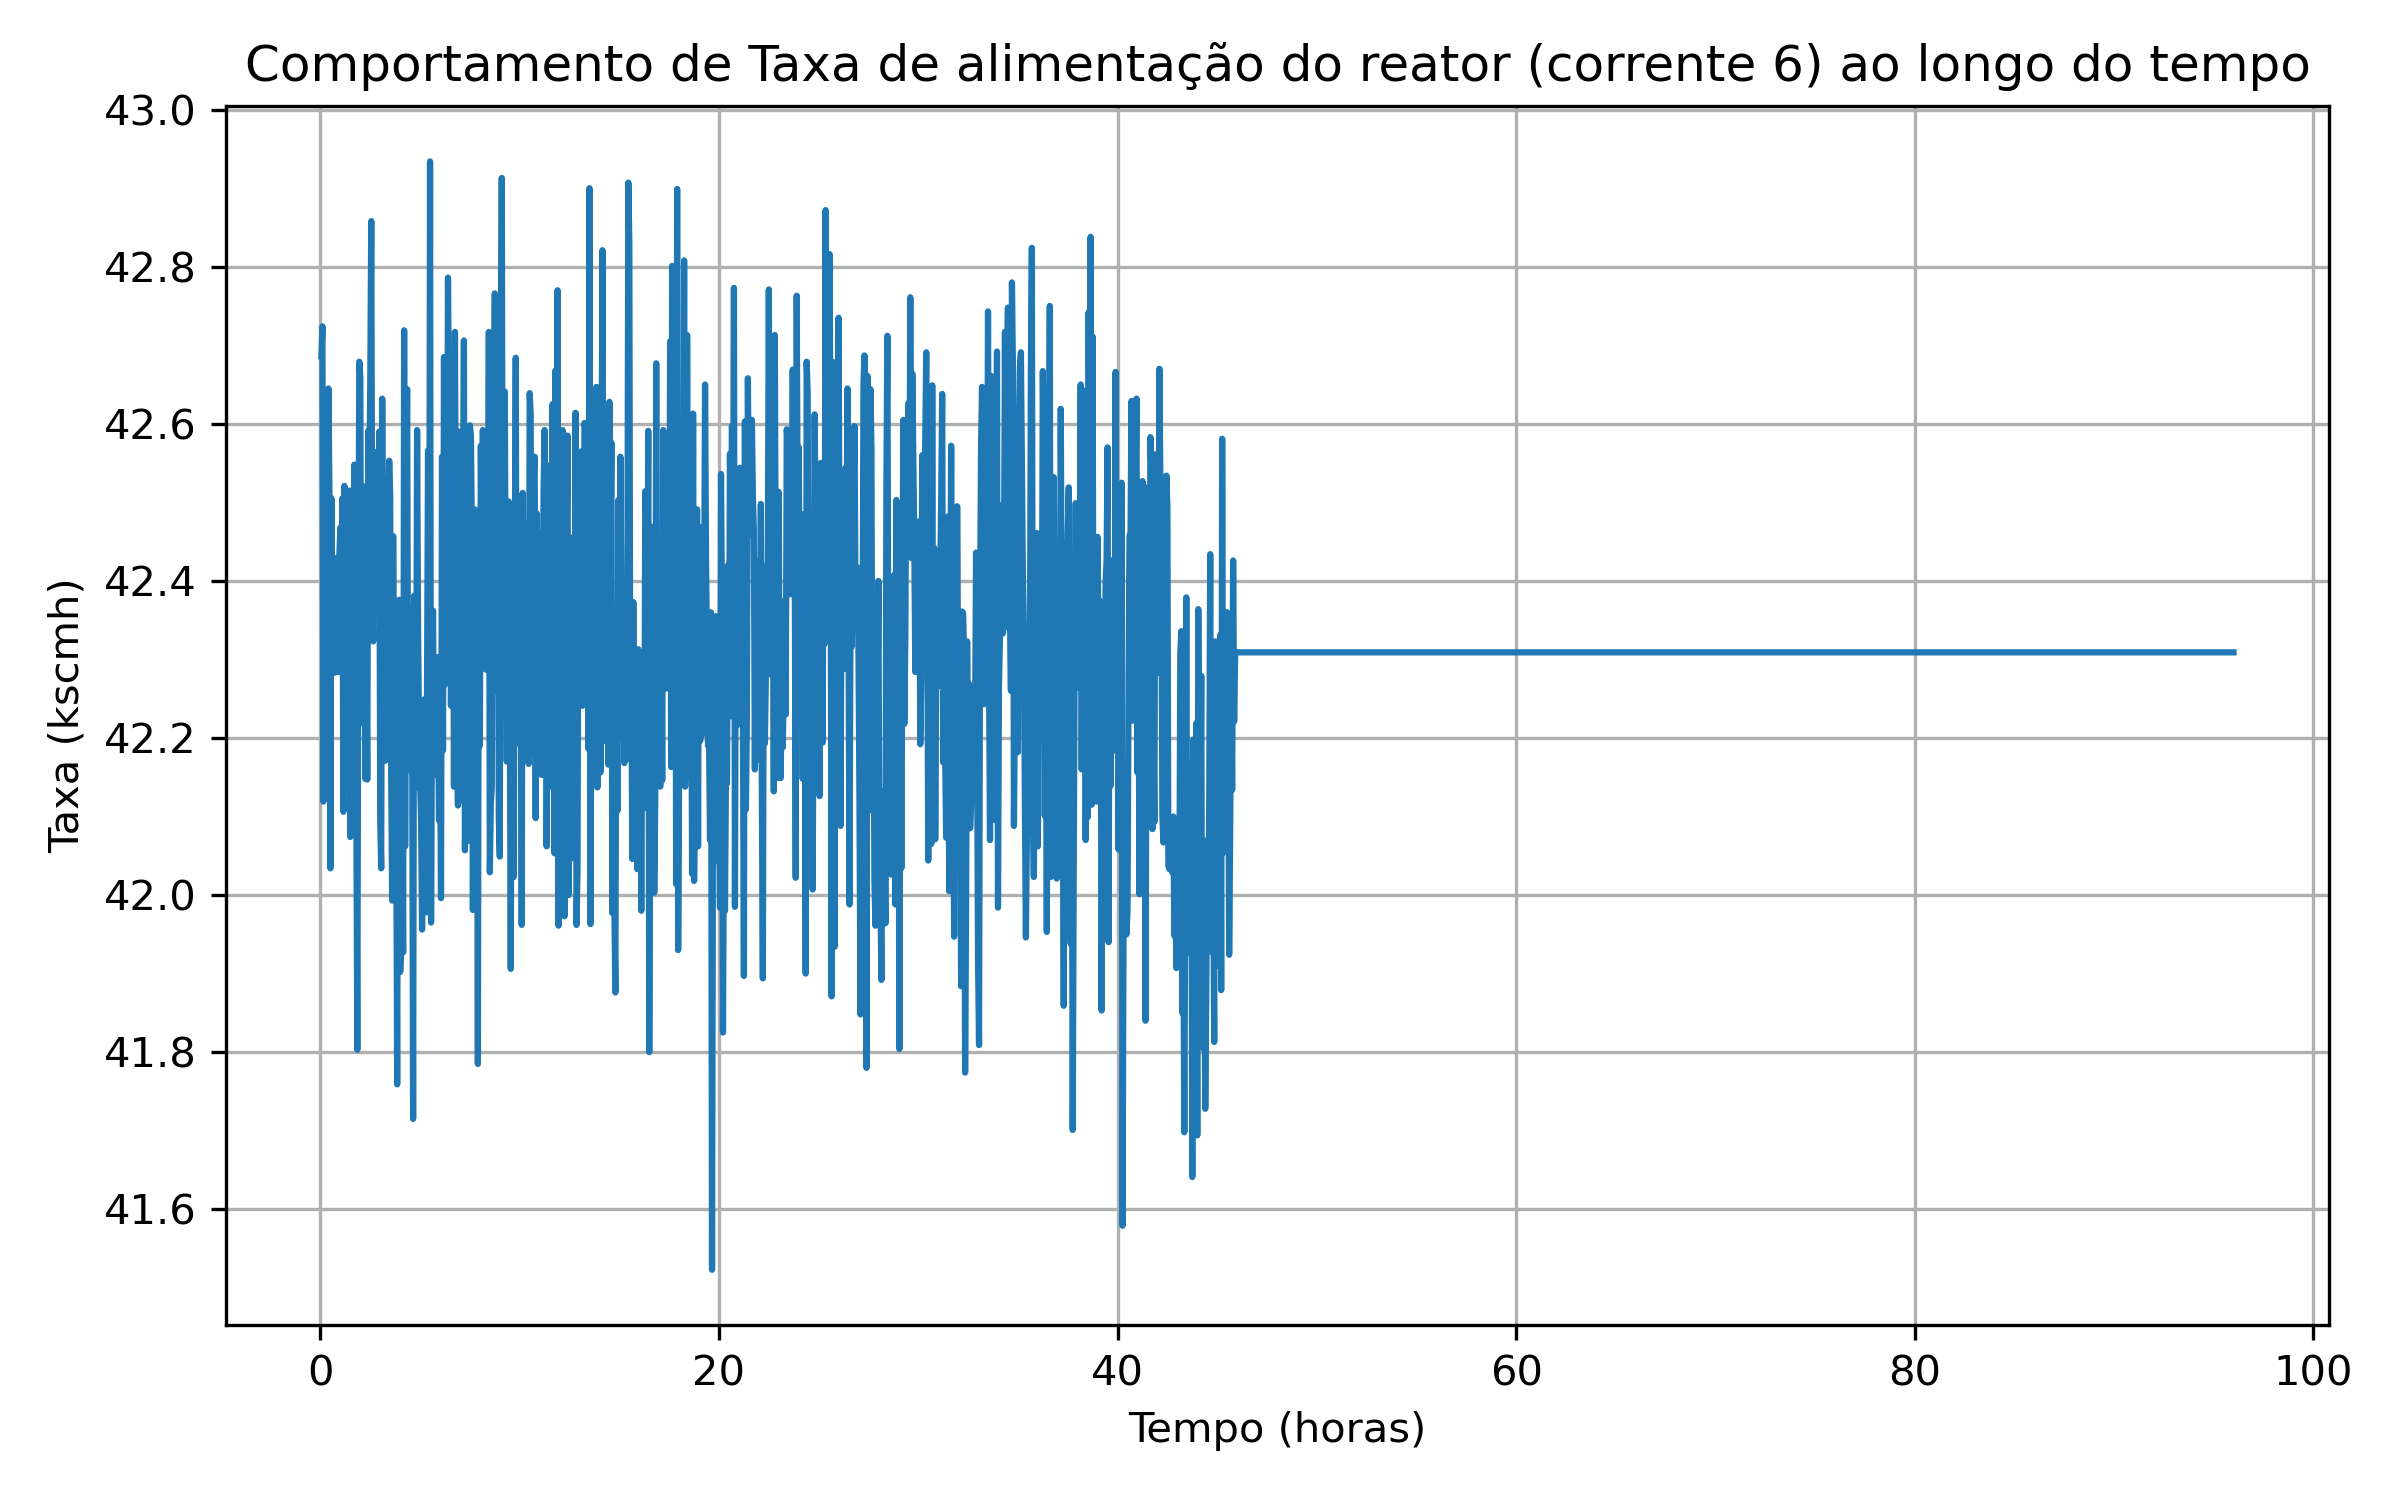 Comportamento de Taxa de alimentação do reator (corrente 6) ao longo do tempo
43.0
42.8
42.6
42.4
42.2
42.0
41.8
41.6
Taxa (kscmh)
0 20 40 60 80 100
Tempo (horas)